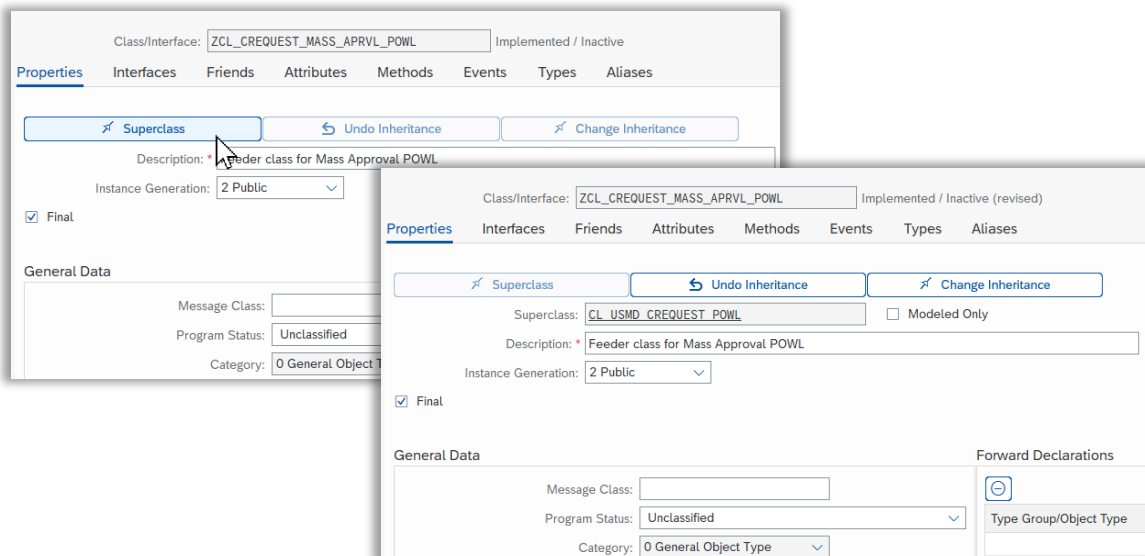 Class/Interface: ZCL_CREQUEST_MASS_APRVL_POWL Implemented / Inactive
Properties Interfaces Friends Attributes Methods Events Types Aliases
Superclass Undo Inheritance Change Inheritance
Description: * Feeder class for Mass Approval POWL
Instance Generation: 2 Public
Final
General Data
Message Class:
Program Status: Unclassified
Category: 0 General Object T
Class/Interface: ZCL_CREQUEST_MASS_APRVL_POWL Implemented / Inactive (revised)
Properties Interfaces Friends Attributes Methods Events Types Aliases
Superclass Undo Inheritance Change Inheritance
Superclass: CL_USMD_CREQUEST_POWL Modeled Only
Description: * Feeder class for Mass Approval POWL
Instance Generation: 2 Public
Final
General Data Forward Declarations
Message Class:
Program Status: Unclassified Type Group/Object Type
Category: 0 General Object Type